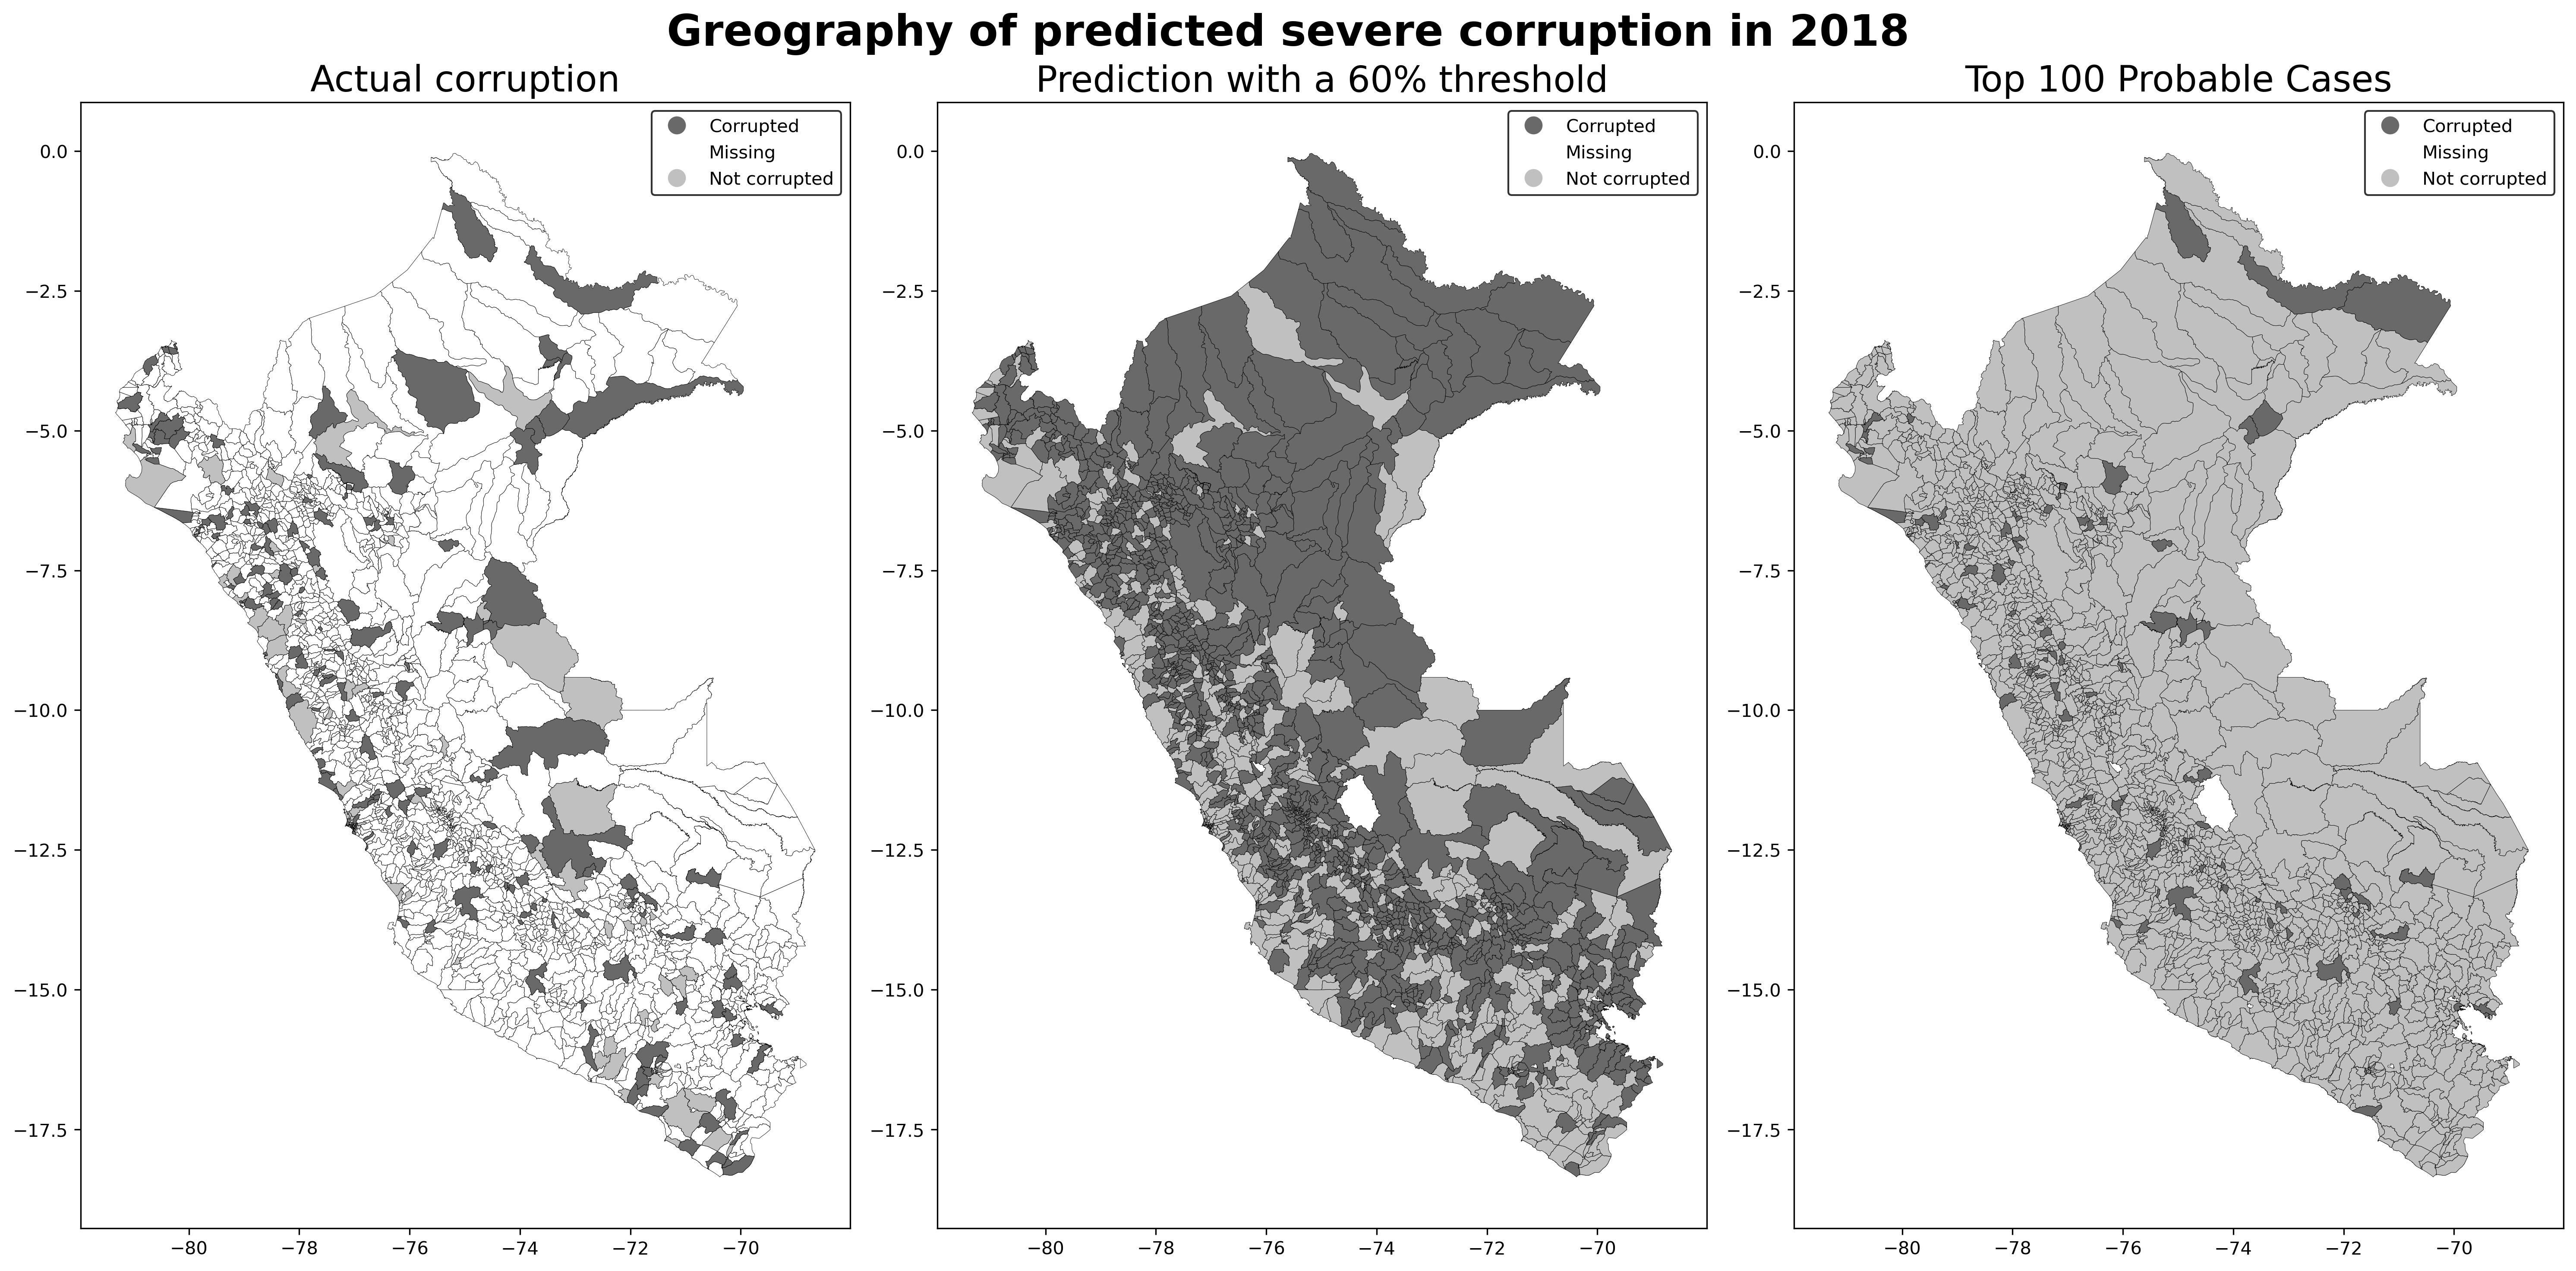 Greography of predicted severe corruption in 2018
Actual corruption
Prediction with a 60% threshold
Top 100 Probable Cases
Corrupted
Missing
Not corrupted
Corrupted
Missing
Not corrupted
Corrupted
Missing
Not corrupted
0.0
−2.5
−5.0
−7.5
−10.0
−12.5
−15.0
−17.5
−80 −78 −76 −74 −72 −70
0.0
−2.5
−5.0
−7.5
−10.0
−12.5
−15.0
−17.5
−80 −78 −76 −74 −72 −70
0.0
−2.5
−5.0
−7.5
−10.0
−12.5
−15.0
−17.5
−80 −78 −76 −74 −72 −70